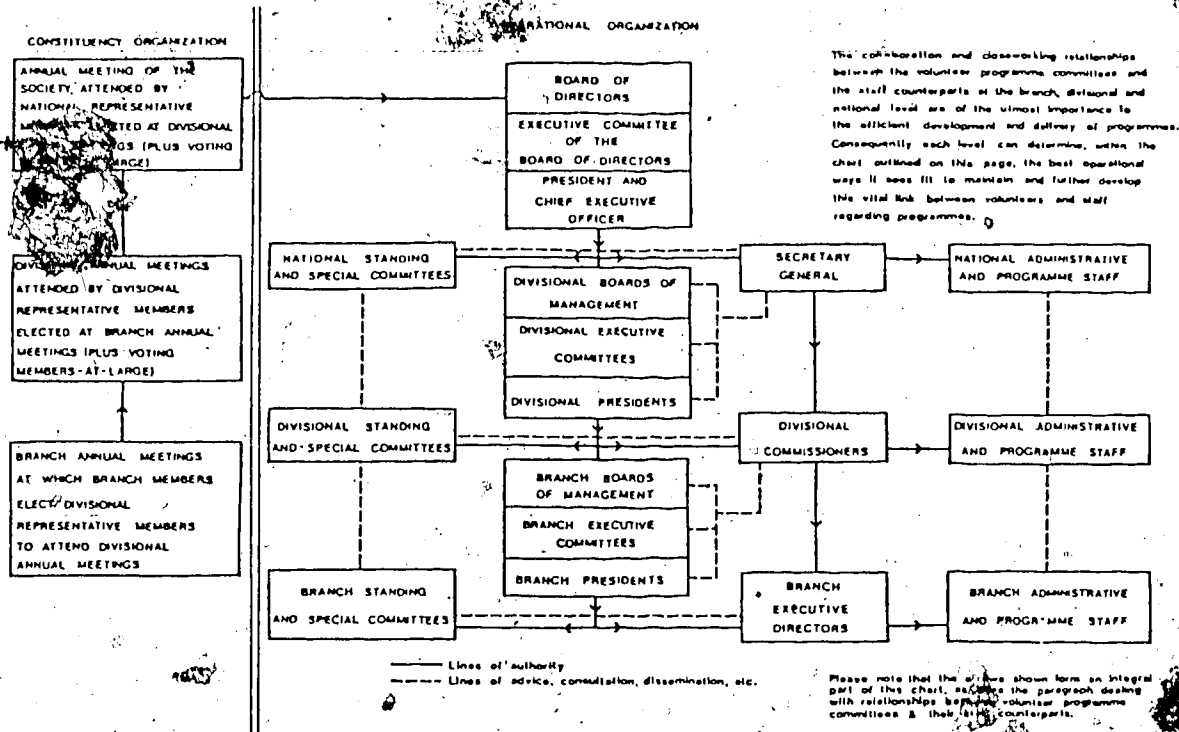 CONSTITUENCY ORGANIZATION
ANNUAL MEETING OF THE
SOCIETY, ATTENDED BY
NATIONAL REPRESENTATIVE
AT DIVISIONAL
(PLUS VOTING
DIVISIONAL ANNUAL MEETINGS
ATTENDED BY DIVISIONAL
REPRESENTATIVE MEMBERS
ELECTED AT BRANCH ANNUAL
MEETINGS (PLUS VOTING
MEMBERS-AT-LARGE)
BRANCH ANNUAL MEETINGS
AT WHICH BRANCH MEMBERS
ELECT DIVISIONAL
REPRESENTATIVE MEMBERS
TO ATTEND DIVISIONAL
ANNUAL MEETINGS
ORGANIZATION
BOARD OF
DIRECTORS
EXECUTIVE COMMITTEE
OF THE
BOARD OF DIRECTORS
PRESIDENT AND
CHIEF EXECUTIVE
OFFICER
The collaboration and closeworking relationships
between the volunteer programme committees and
the staff counterparts at the branch, divisional and
national level are of the utmost importance to
the efficient development and delivery of programmes.
Consequently each level can determine, within the
chart outlined on this page, the best operational
ways it sees fit to maintain and further develop
this vital link between volunteers and staff
regarding programmes.
NATIONAL STANDING
AND SPECIAL COMMITTEES
SECRETARY
GENERAL
NATIONAL ADMINISTRATIVE
AND PROGRAMME STAFF
DIVISIONAL BOARDS OF
MANAGEMENT
DIVISIONAL EXECUTIVE
COMMITTEES
DIVISIONAL PRESIDENTS
DIVISIONAL STANDING
AND SPECIAL COMMITTEES
DIVISIONAL
COMMISSIONERS
DIVISIONAL ADMINISTRATIVE
AND PROGRAMME STAFF
BRANCH BOARDS
OF MANAGEMENT
BRANCH EXECUTIVE
COMMITTEES
BRANCH PRESIDENTS
BRANCH STANDING
AND SPECIAL COMMITTEES
BRANCH
EXECUTIVE
DIRECTORS
BRANCH ADMINISTRATIVE
AND PROGRAMME STAFF
Lines of authority
Lines of advice, consultation, dissemination, etc.
Please note that the shown form an integral
part of this chart, the paragraph dealing
with relationships volunteer programme
committees & their counterparts.